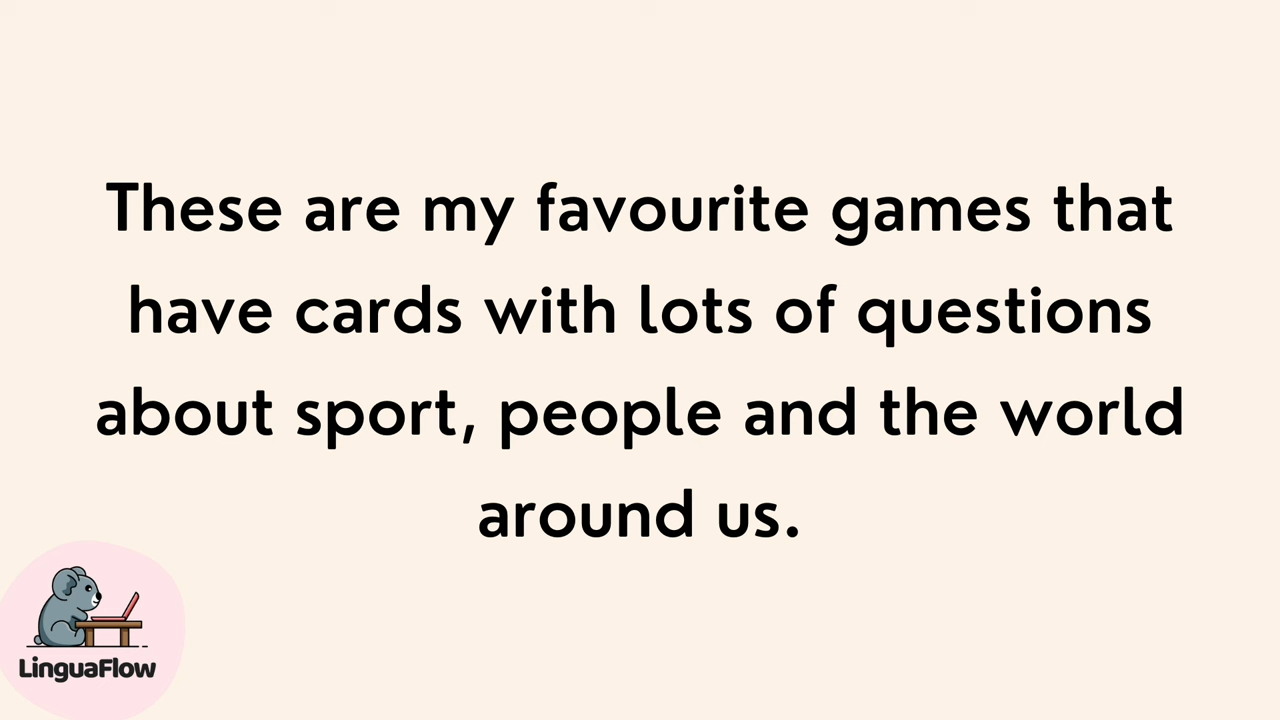 These are my favourite games that
have cards with lots of questions
about sport, people and the world
around us.
LinguaFlow